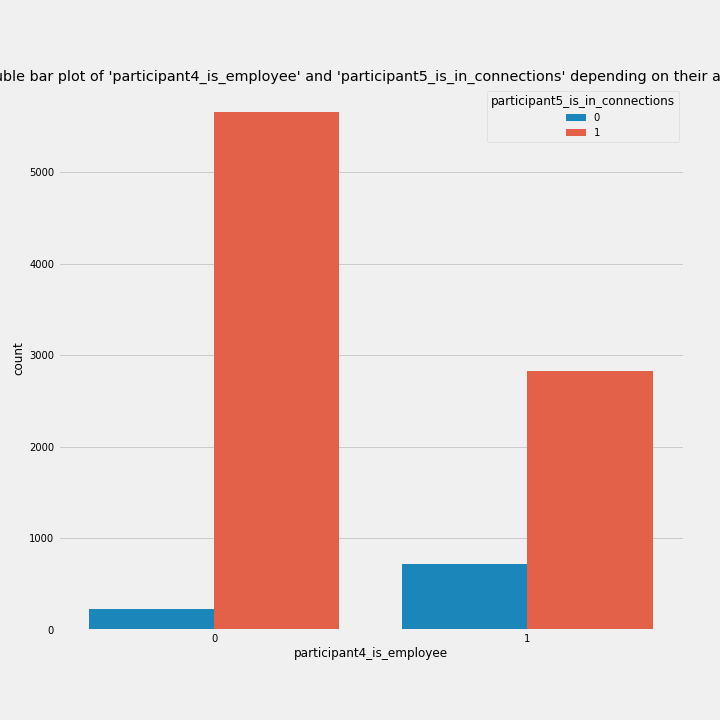 uble bar plot of 'participant4_is_employee' and 'participant5_is_in_connections' depending on their a
participant5_is_in_connections
0
1
5000
4000
3000
2000
1000
0
count
0 1
participant4_is_employee